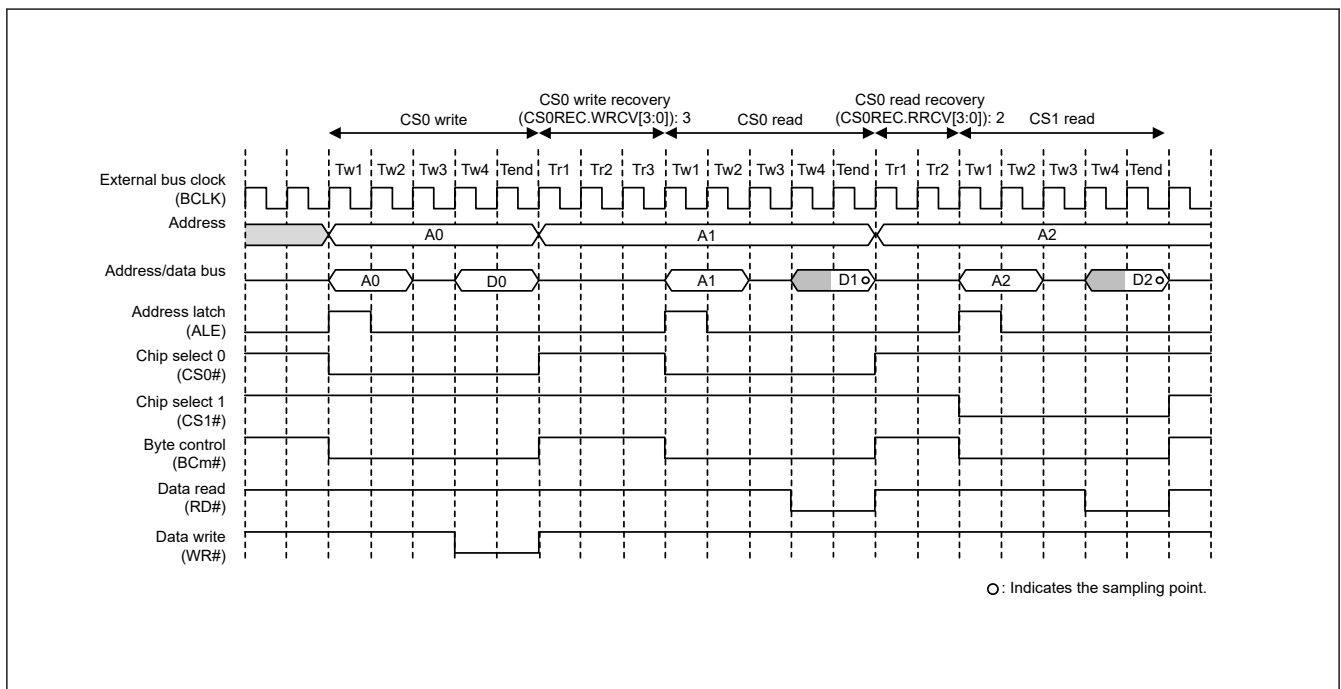 CS0 write recovery
(CS0REC.WRCV[3:0]): 3
CS0 read recovery
(CS0REC.RRCV[3:0]): 2
CS0 write
CS0 read
CS1 read
Tw1 Tw2 Tw3 Tw4 Tend Tr1 Tr2 Tr3 Tw1 Tw2 Tw3 Tw4 Tend Tr1 Tr2 Tw1 Tw2 Tw3 Tw4 Tend
External bus clock
(BCLK)
Address
A0 A1 A2
Address/data bus
A0 D0 A1 D1 A2 D2
Address latch
(ALE)
Chip select 0
(CS0#)
Chip select 1
(CS1#)
Byte control
(BCm#)
Data read
(RD#)
Data write
(WR#)
: Indicates the sampling point.